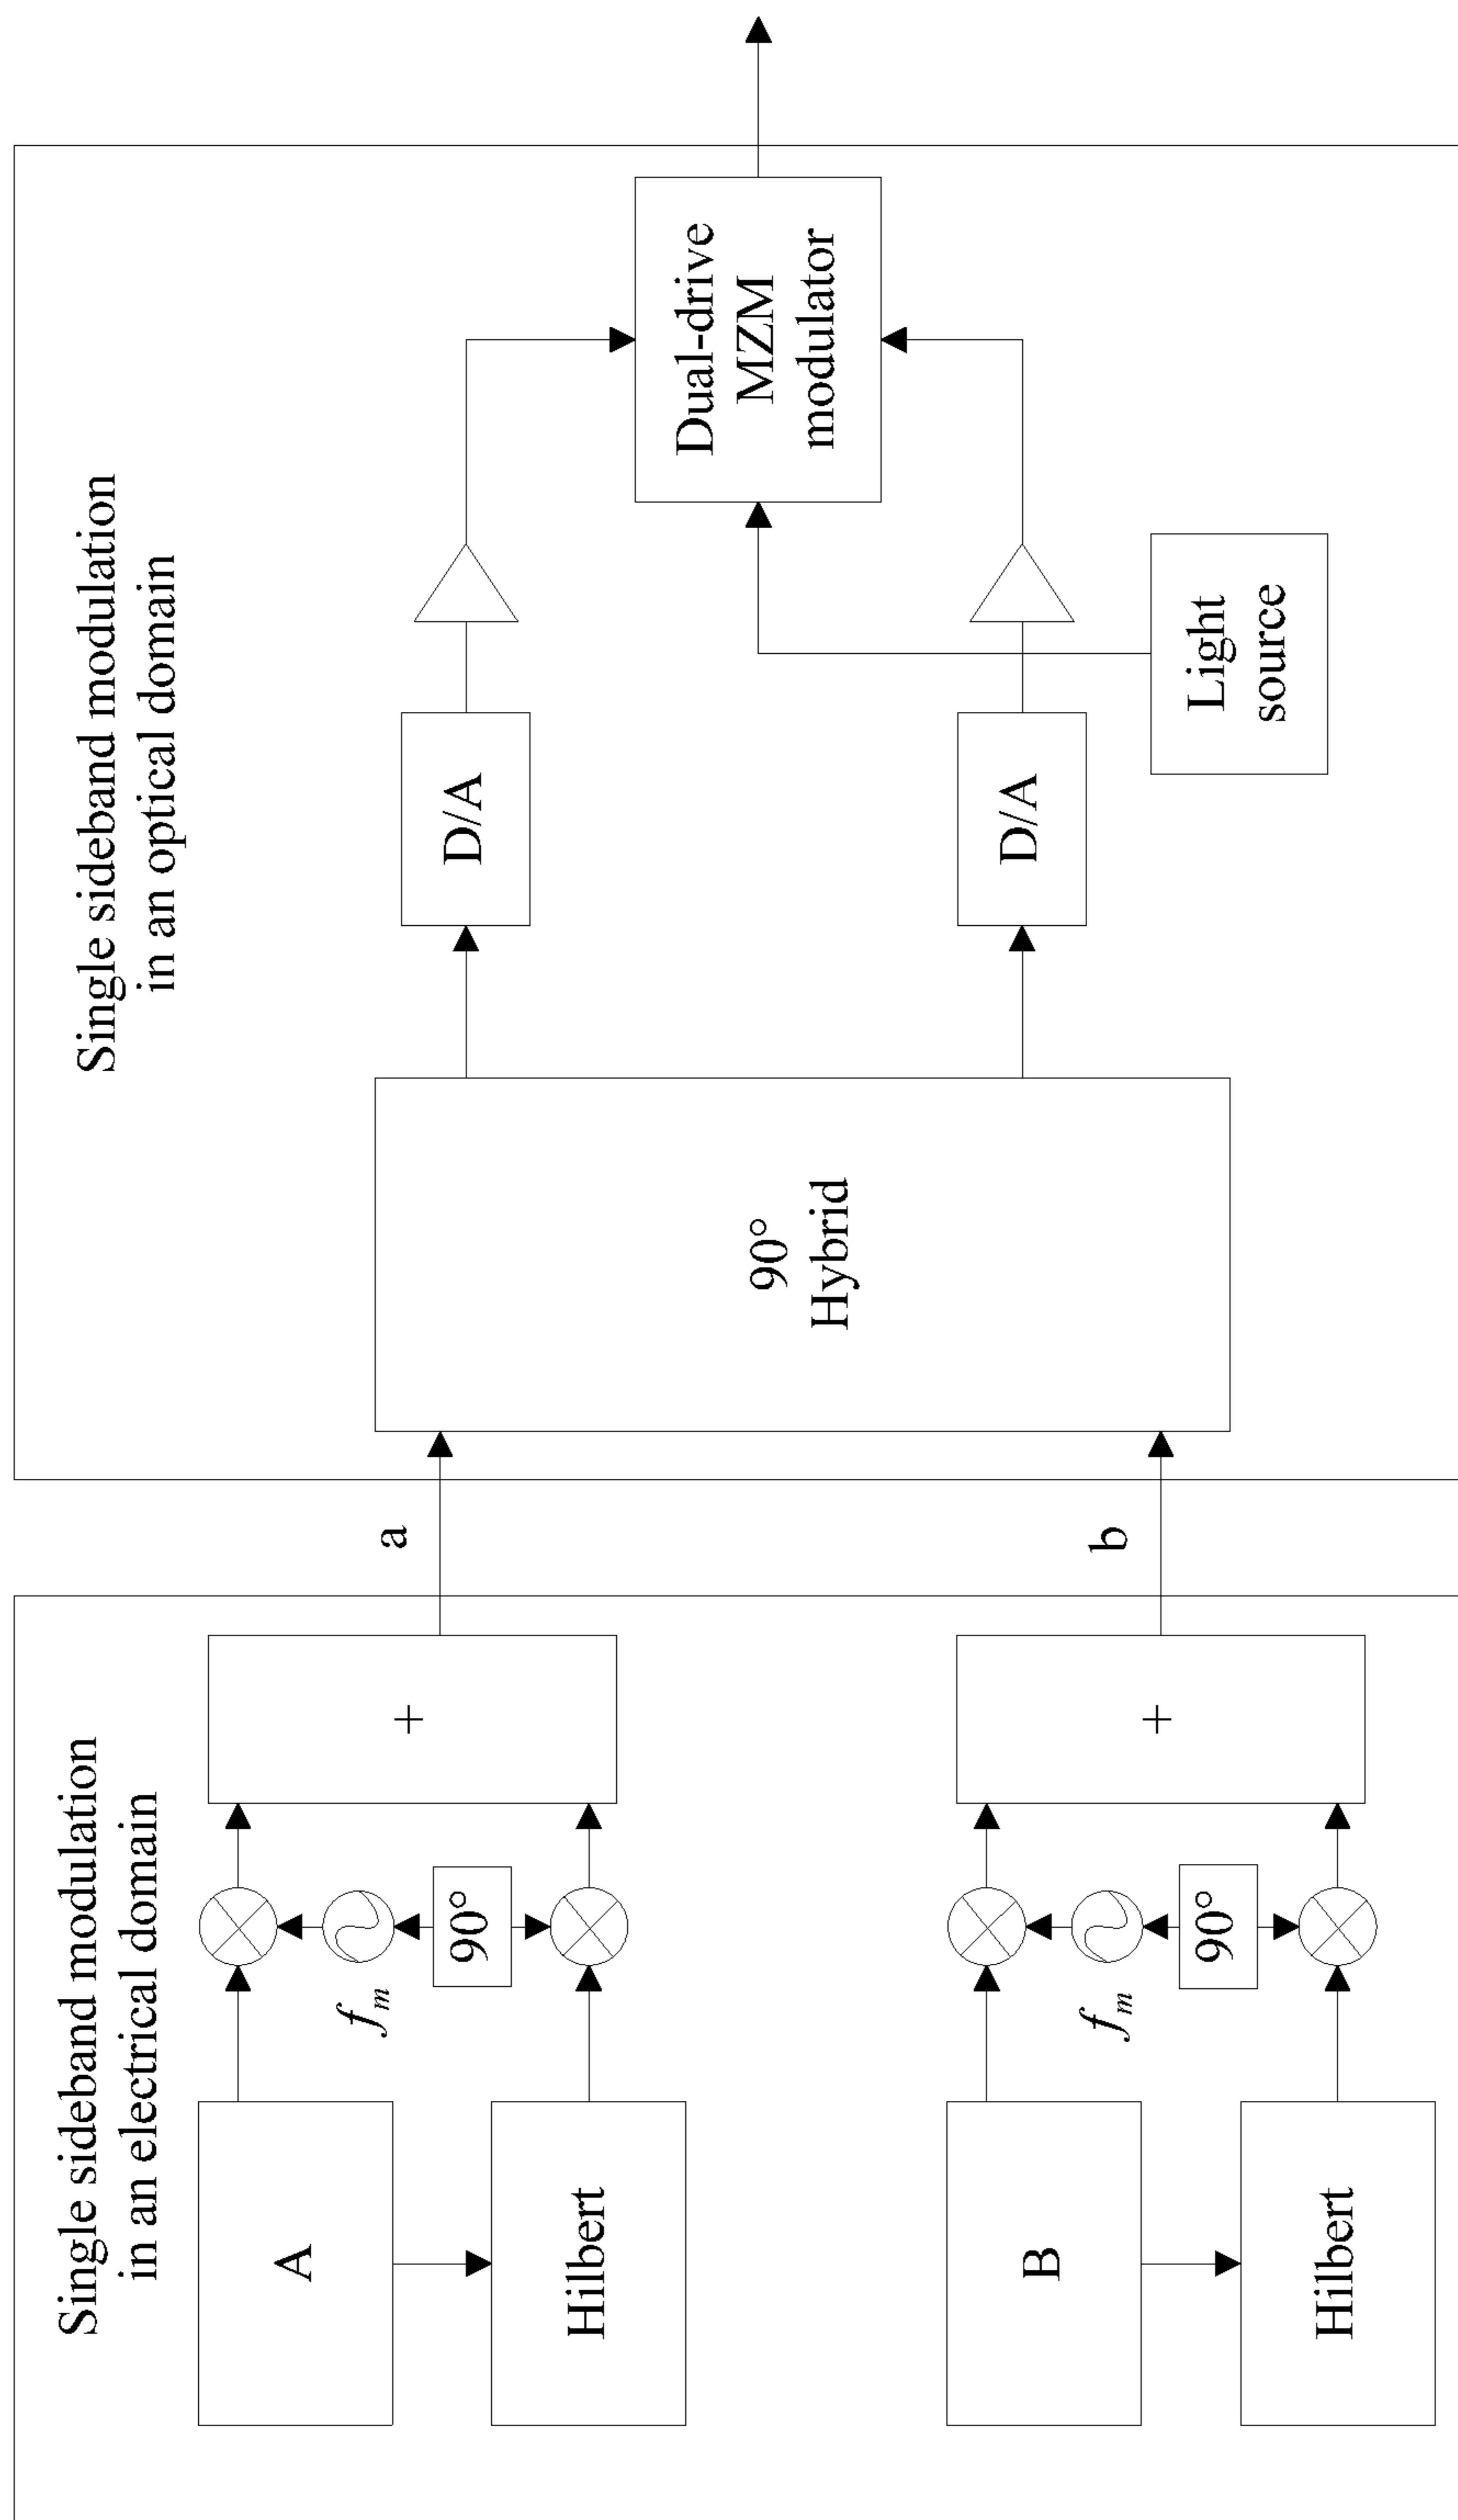 Single sideband modulation
in an electrical domain
A
Hilbert
f_m
90°
+
a
B
Hilbert
f_m
90°
+
b
Single sideband modulation
in an optical domain
90°
Hybrid
D/A
D/A
Light
source
Dual-drive
MZM
modulator